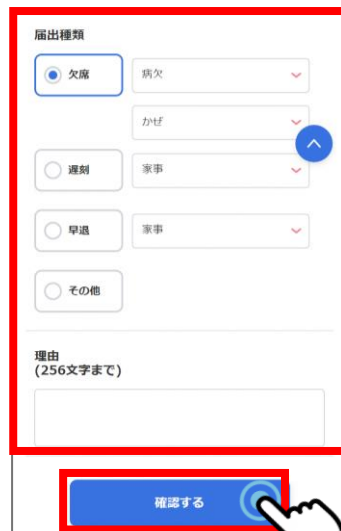 届出種類
欠席 病欠
かぜ
遅刻 家事
早退 家事
その他
理由
(256文字まで)
確認する